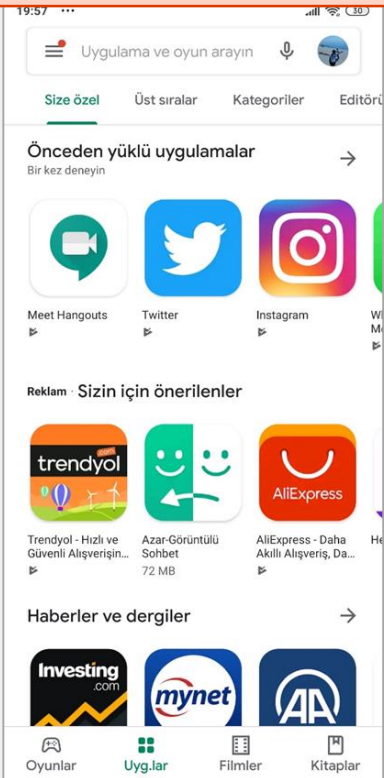 19:57 ...
30
Uygulama ve oyun arayın
Size özel Üst sıralar Kategoriler Editörü
Önceden yüklü uygulamalar
Bir kez deneyin
Meet Hangouts Twitter Instagram
Reklam · Sizin için önerilenler
trendyol
.com
AliExpress
Trendyol - Hızlı ve Güvenli Alışverişin...
Azar-Görüntülü Sohbet
72 MB
AliExpress - Daha Akıllı Alışveriş, Da...
He
Haberler ve dergiler
Investing
.com
mynet
AA
Oyunlar Uyg.lar Filmler Kitaplar